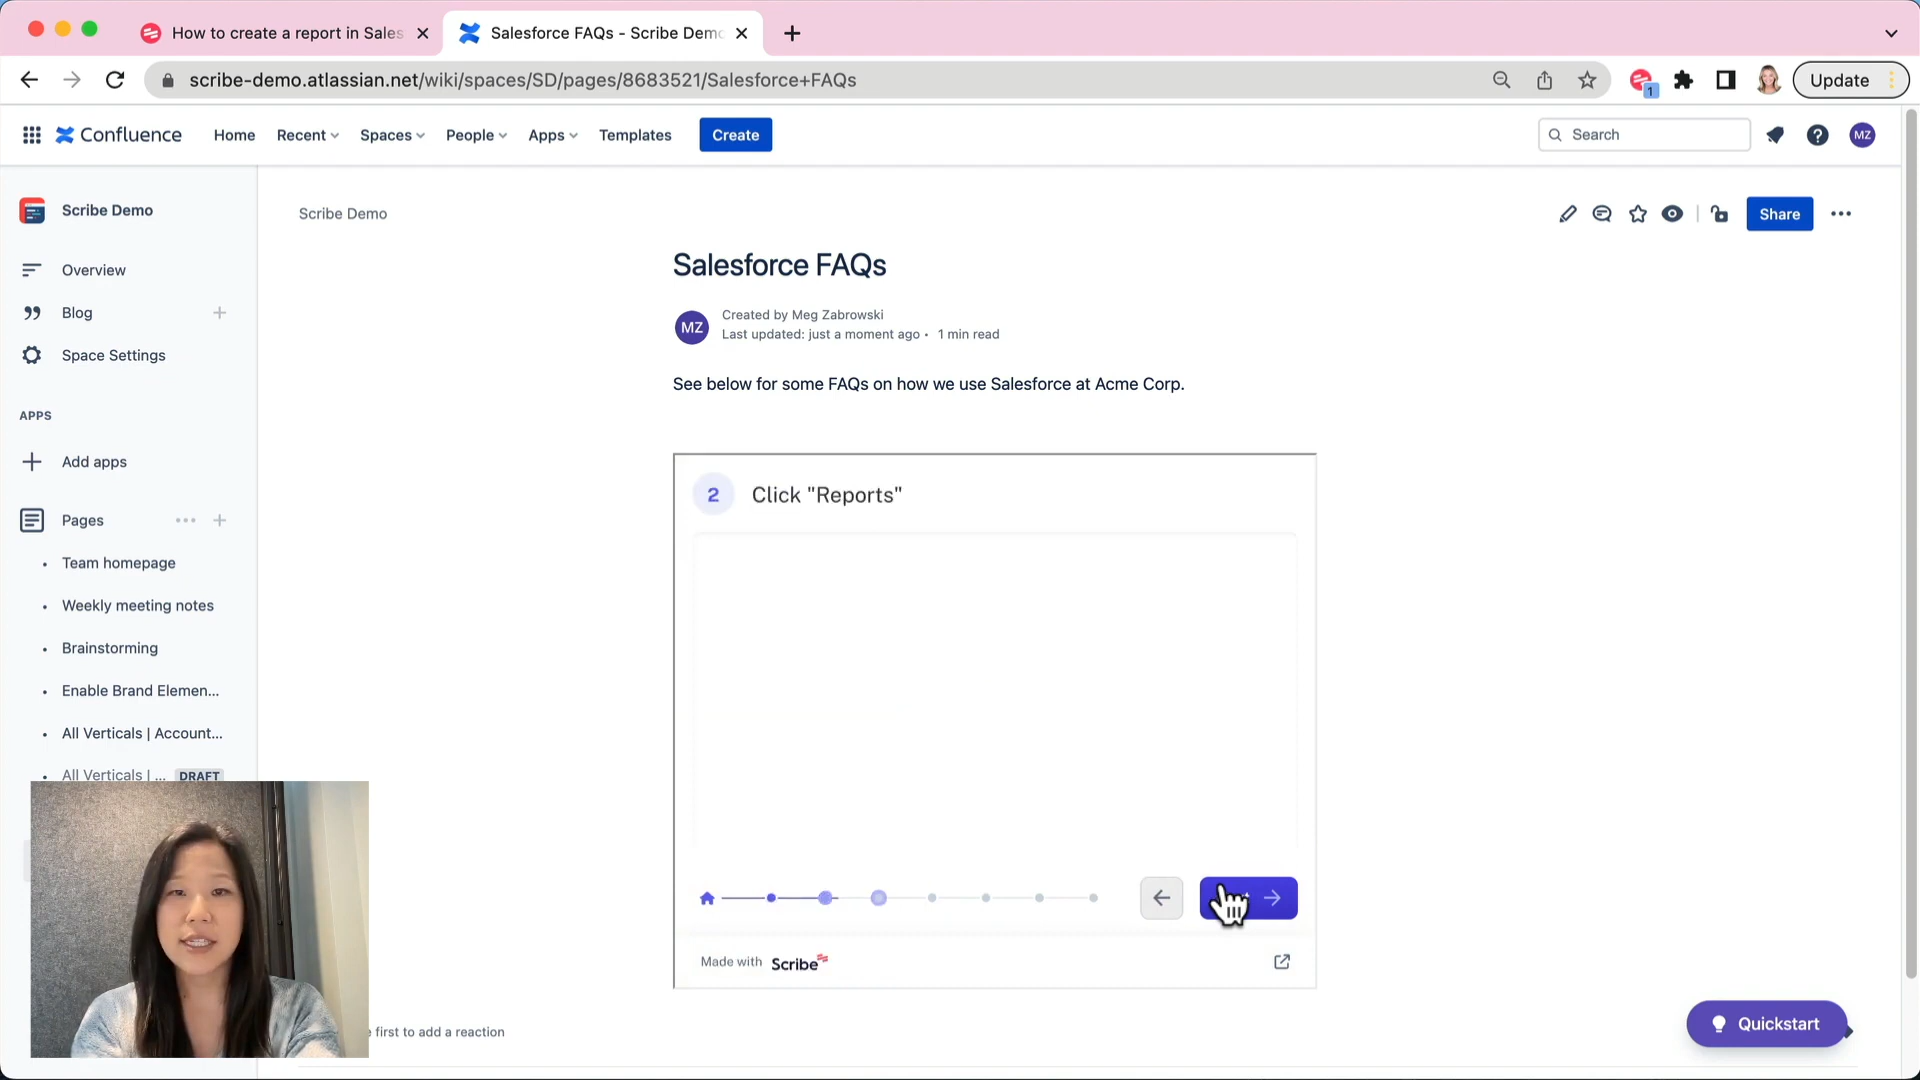 How to create a report in Sales
Salesforce FAQs - Scribe Demo
scribe-demo.atlassian.net/wiki/spaces/SD/pages/8683521/Salesforce+FAQs
1
Update
Confluence
Home
Recent
Spaces
People
Apps
Templates
Create
Search
MZ
Scribe Demo
Overview
Blog
Space Settings
APPS
Add apps
Pages
Team homepage
Weekly meeting notes
Brainstorming
Enable Brand Elemen...
All Verticals | Account...
All Verticals | ... DRAFT
Scribe Demo
Share
Salesforce FAQs
MZ
Created by Meg Zabrowski
Last updated: just a moment ago • 1 min read
See below for some FAQs on how we use Salesforce at Acme Corp.
2 Click "Reports"
Made with Scribe
first to add a reaction
Quickstart